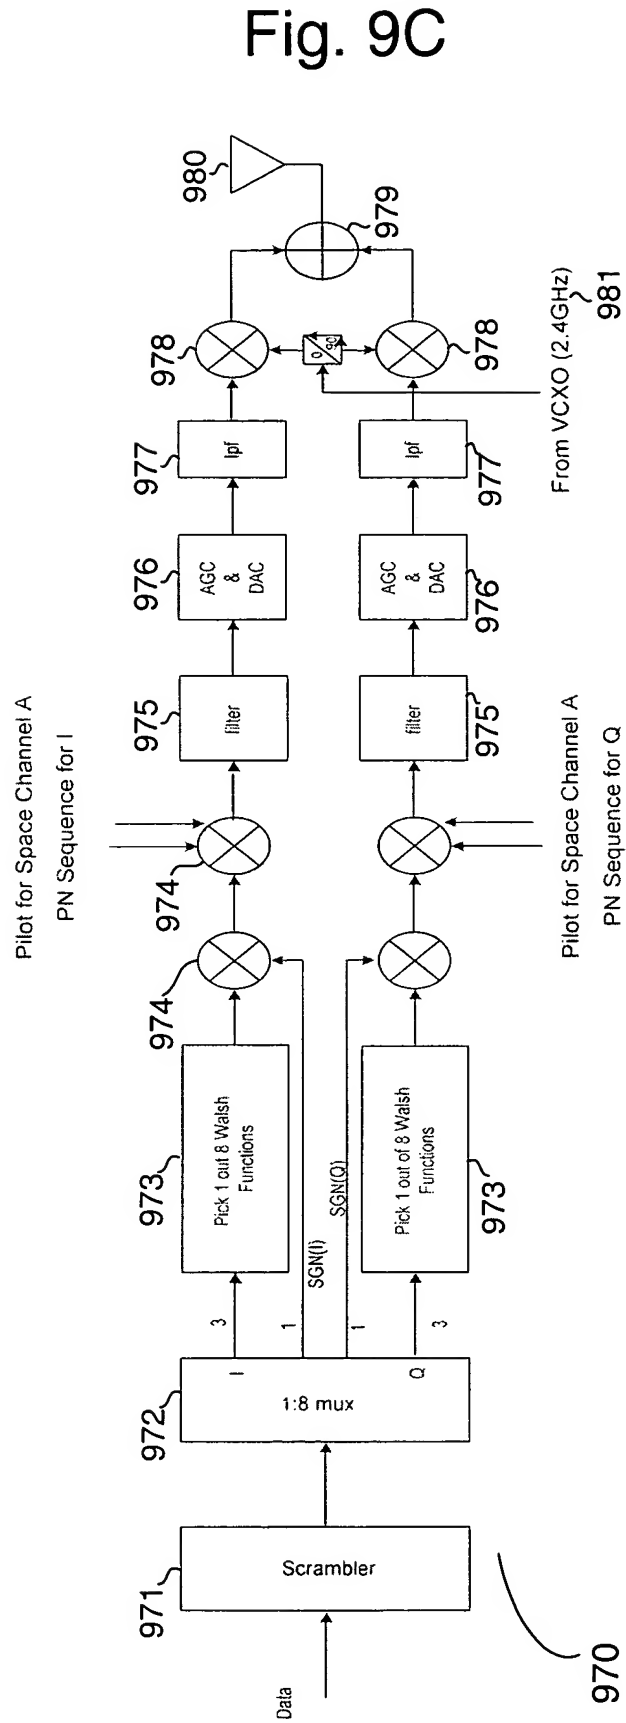 Fig. 9C
980
979
978
978
0
90
From VCXO (2.4GHz)
981
977
lpf
lpf
977
976
AGC
&
DAC
AGC
&
DAC
976
975
filter
filter
975
Pilot for Space Channel A
PN Sequence for I
Pilot for Space Channel A
PN Sequence for Q
974
974
973
Pick 1 out 8 Walsh
Functions
Pick 1 out of 8 Walsh
Functions
973
SGN(I)
SGN(Q)
3
1
1
3
I
Q
972
1:8 mux
971
Scrambler
Data
970